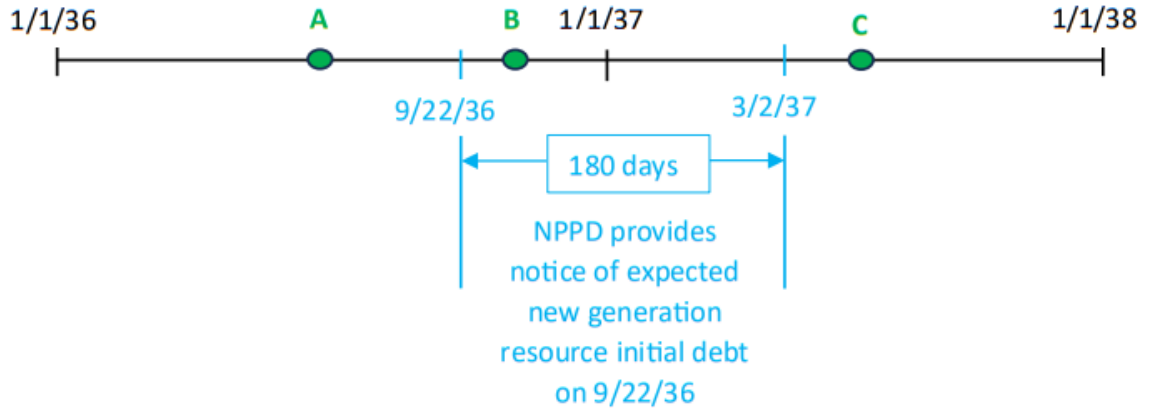 1/1/36 A B 1/1/37 C 1/1/38
9/22/36 3/2/37
180 days
NPPD provides
notice of expected
new generation
resource initial debt
on 9/22/36